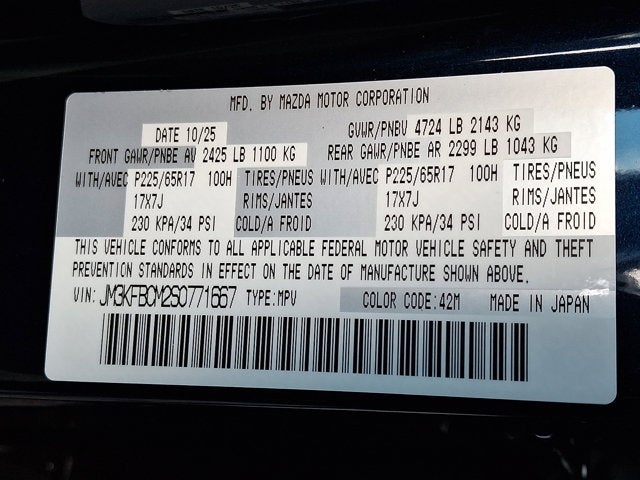 MFD. BY MAZDA MOTOR CORPORATION
DATE 10/25 GVWR/PNBV 4724 LB 2143 KG
FRONT GAWR/PNBE AV 2425 LB 1100 KG REAR GAWR/PNBE AR 2299 LB 1043 KG
WITH/AVEC P225/65R17 100H TIRES/PNEUS WITH/AVEC P225/65R17 100H TIRES/PNEUS
17X7J RIMS/JANTES 17X7J RIMS/JANTES
230 KPA/34 PSI COLD/A FROID 230 KPA/34 PSI COLD/A FROID
THIS VEHICLE CONFORMS TO ALL APPLICABLE FEDERAL MOTOR VEHICLE SAFETY AND THEFT
PREVENTION STANDARDS IN EFFECT ON THE DATE OF MANUFACTURE SHOWN ABOVE.
VIN: JM3KFBCM2S0771667 TYPE:MPV COLOR CODE:42M MADE IN JAPAN